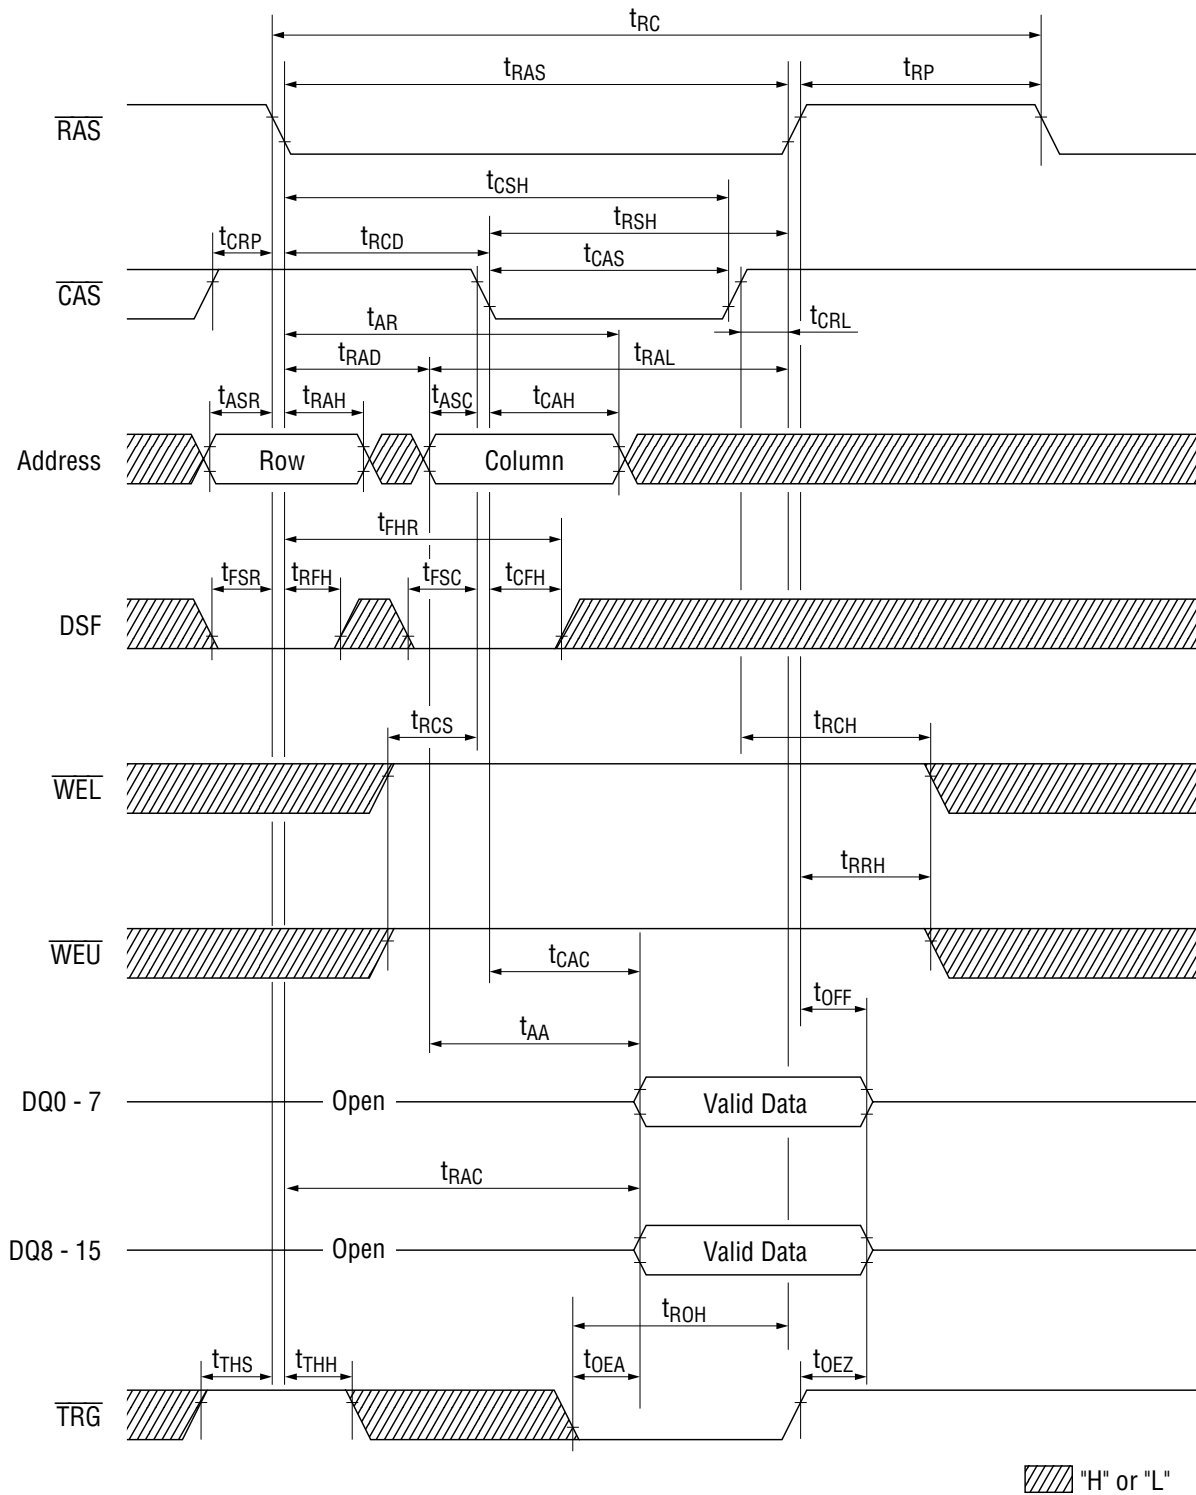 tRC
tRAS
tRP
RAS
tCSH
tRSH
tCRP
tRCD
tCAS
CAS
tCRL
tAR
tRAD
tRAL
tASR
tRAH
tASC
tCAH
Address
Row
Column
tFHR
tFSR
tRFH
tFSC
tCFH
DSF
tRCS
tRCH
WEL
tRRH
WEU
tCAC
tOFF
tAA
DQ0 - 7
Open
Valid Data
tRAC
DQ8 - 15
Open
Valid Data
tROH
tTHS
tTHH
tOEA
tOEZ
TRG
"H" or "L"